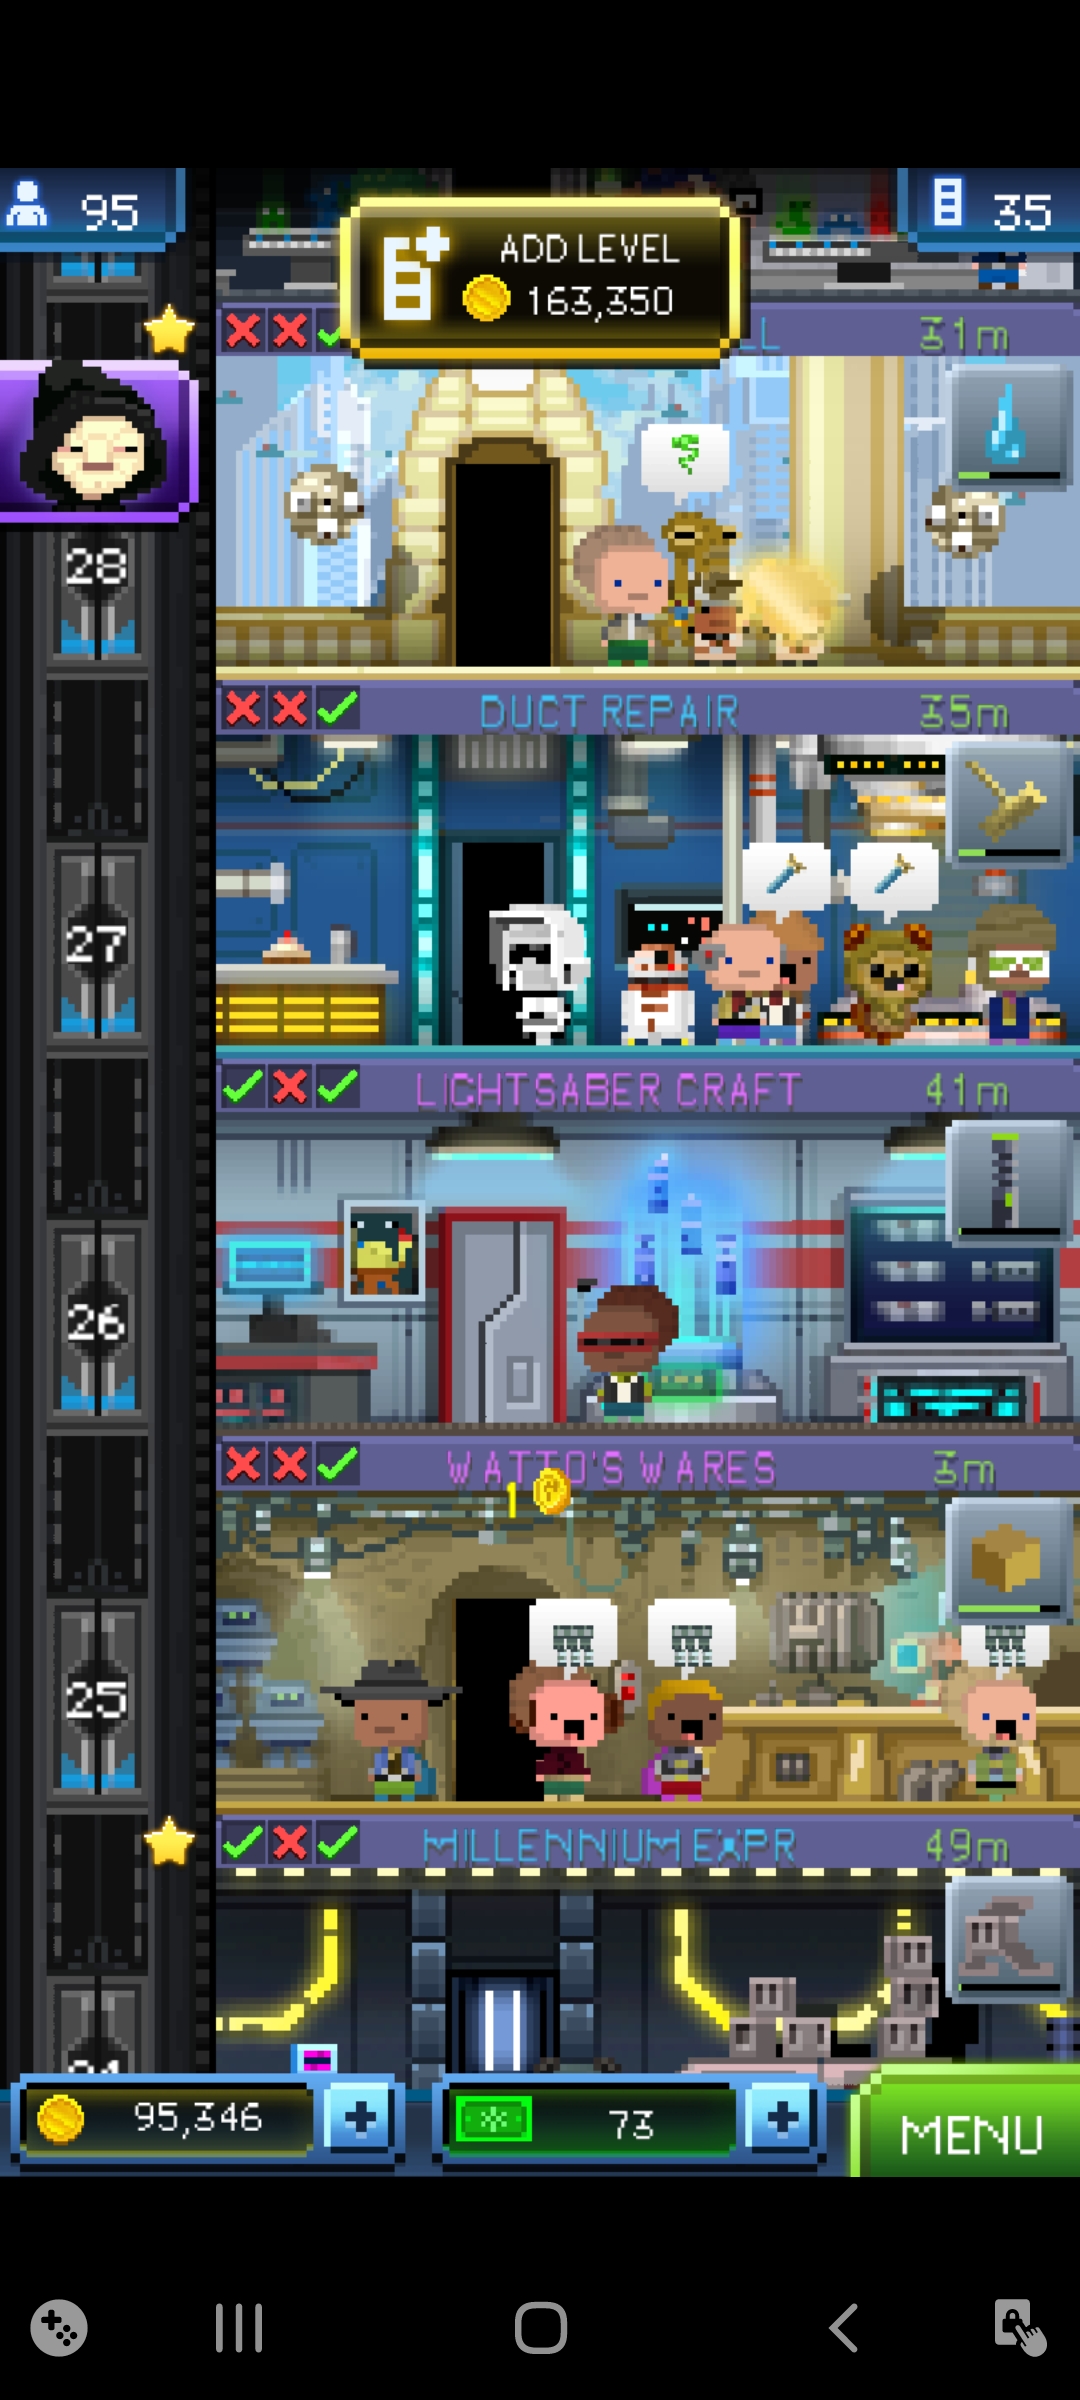 95
35
ADD LEVEL
163,350
LL
31m
28
DUCT REPAIR
35m
27
LIGHTSABER CRAFT
41m
26
WATTO'S WARES
3m
1
25
MILLENNIUM EXPR
49m
95,346
73
MENU